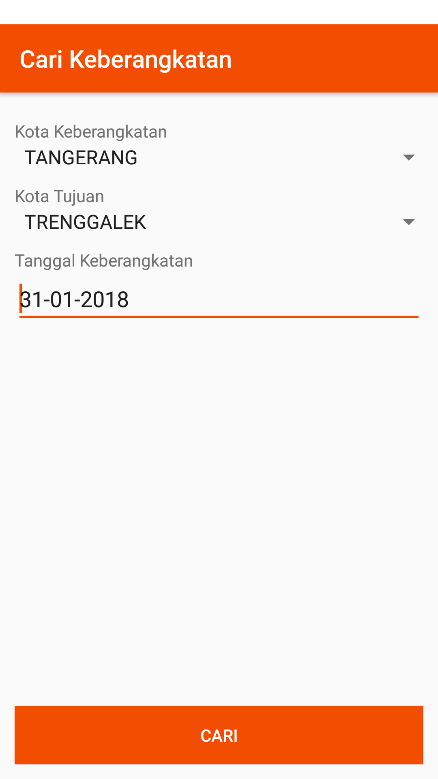 Cari Keberangkatan
Kota Keberangkatan
TANGERANG
Kota Tujuan
TRENGGALEK
Tanggal Keberangkatan
31-01-2018
CARI